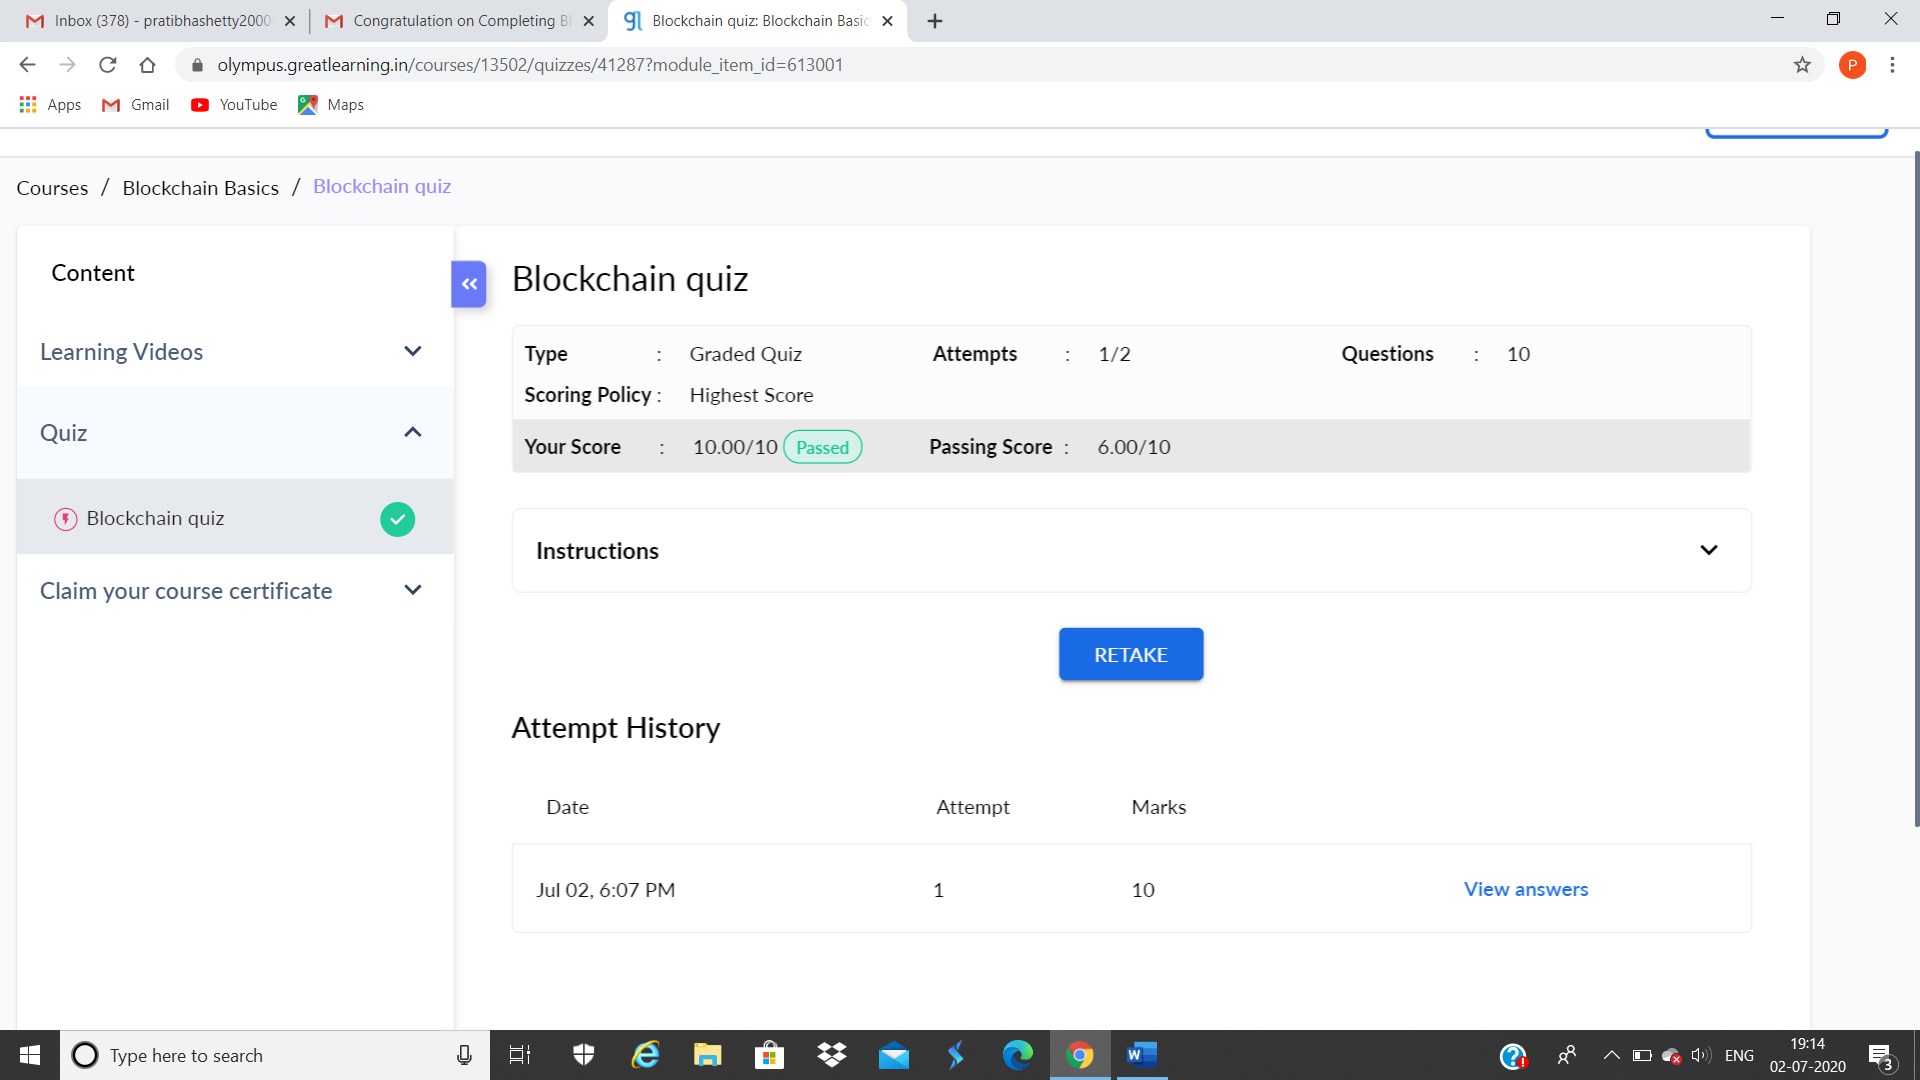 Inbox (378) - pratibhashetty2000
Congratulation on Completing Bl
gl Blockchain quiz: Blockchain Basic
olympus.greatlearning.in/courses/13502/quizzes/41287?module_item_id=613001
P
Apps Gmail YouTube Maps
Courses / Blockchain Basics / Blockchain quiz
Content
Learning Videos
Quiz
Blockchain quiz
Claim your course certificate
Blockchain quiz
Type : Graded Quiz Attempts : 1/2 Questions : 10
Scoring Policy : Highest Score
Your Score : 10.00/10 Passed Passing Score : 6.00/10
Instructions
RETAKE
Attempt History
Date Attempt Marks
Jul 02, 6:07 PM 1 10 View answers
Type here to search
ENG
19:14
02-07-2020
3